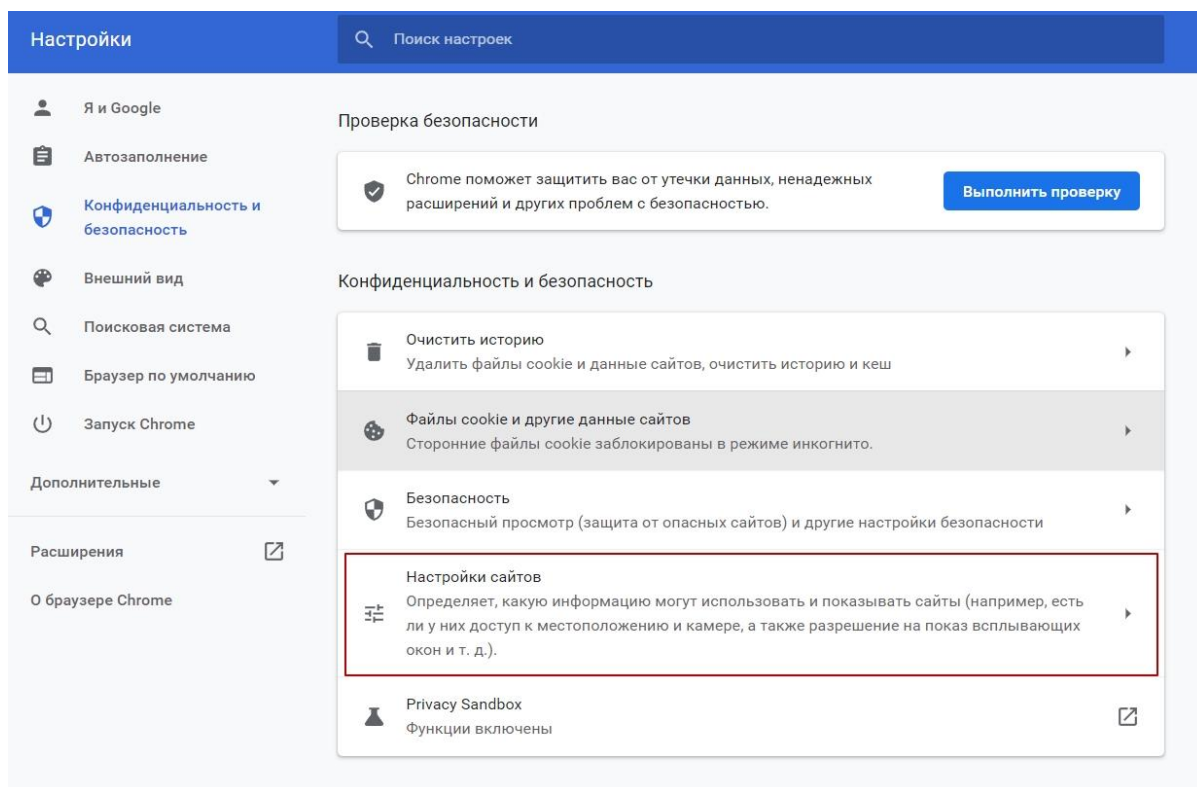 Настройки
Поиск настроек
Я и Google
Автозаполнение
Конфиденциальность и
безопасность
Внешний вид
Поисковая система
Браузер по умолчанию
Запуск Chrome
Дополнительные
Расширения
О браузере Chrome
Проверка безопасности
Chrome поможет защитить вас от утечки данных, ненадежных
расширений и других проблем с безопасностью.
Выполнить проверку
Конфиденциальность и безопасность
Очистить историю
Удалить файлы cookie и данные сайтов, очистить историю и кеш
Файлы cookie и другие данные сайтов
Сторонние файлы cookie заблокированы в режиме инкогнито.
Безопасность
Безопасный просмотр (защита от опасных сайтов) и другие настройки безопасности
Настройки сайтов
Определяет, какую информацию могут использовать и показывать сайты (например, есть
ли у них доступ к местоположению и камере, а также разрешение на показ всплывающих
окон и т. д.).
Privacy Sandbox
Функции включены